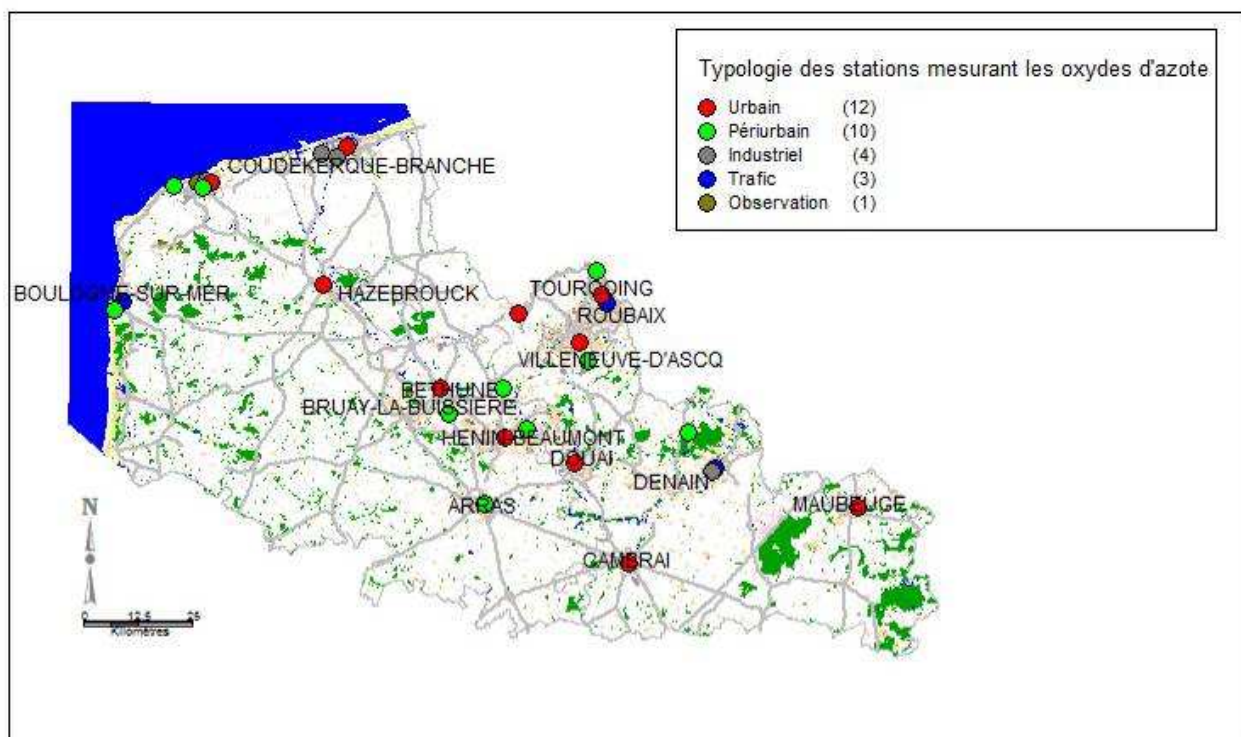 Typologie des stations mesurant les oxydes d'azote
Urbain (12)
Périurbain (10)
Industriel (4)
Trafic (3)
Observation (1)
COUDEKERQUE-BRANCHE
BOULOGNE-SUR-MER
HAZEBROUCK
TOURCOING
ROUBAIX
VILLENEUVE-D'ASCQ
BETHUNE
BRUAY-LA-BUISSIERE
HENIN-BEAUMONT
DOUAI
DENAIN
ARRAS
MAUBEUGE
CAMBRAI
N
0 12.5 25
Kilomètres